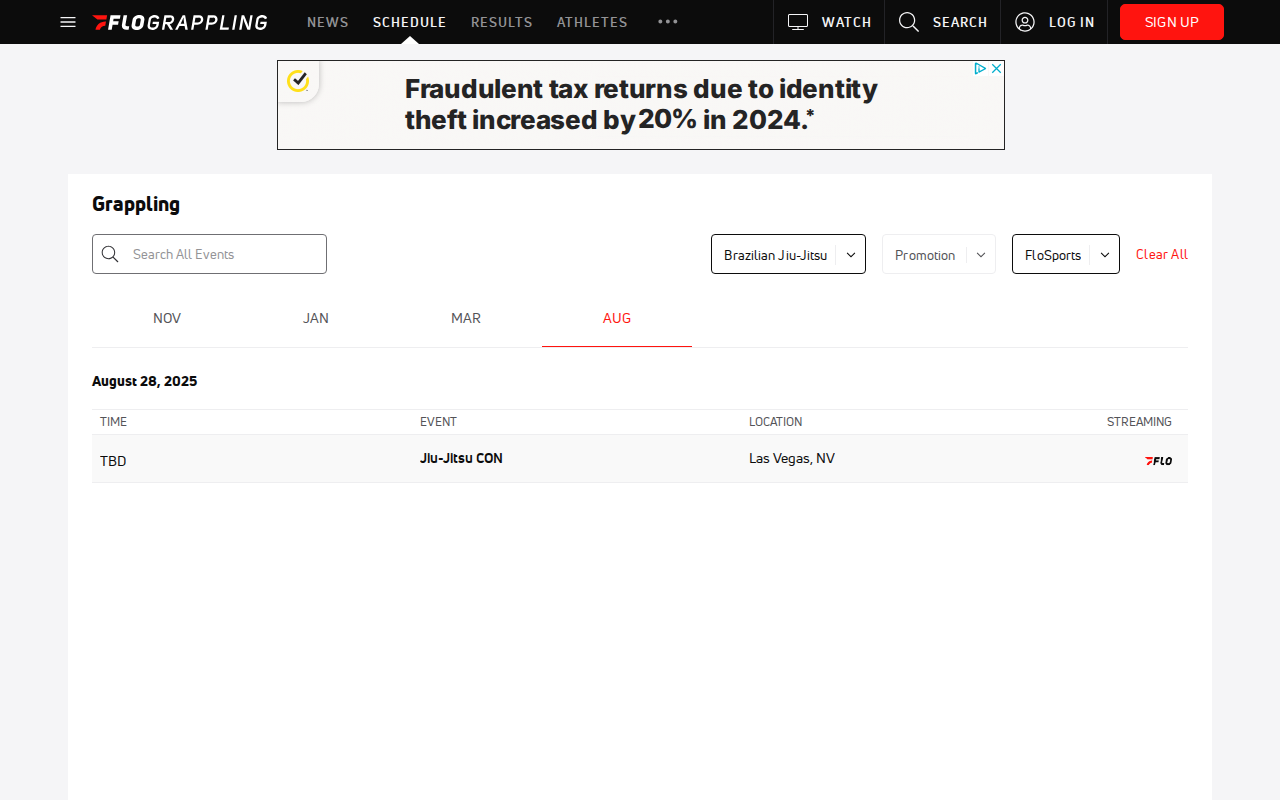 FLOGRAPPLING NEWS SCHEDULE RESULTS ATHLETES WATCH SEARCH LOG IN SIGN UP
Fraudulent tax returns due to identity
theft increased by 20% in 2024.*
Grappling
Search All Events Brazilian Jiu-Jitsu Promotion FloSports Clear All
NOV JAN MAR AUG
August 28, 2025
TIME EVENT LOCATION STREAMING
TBD Jiu-Jitsu CON Las Vegas, NV FLO